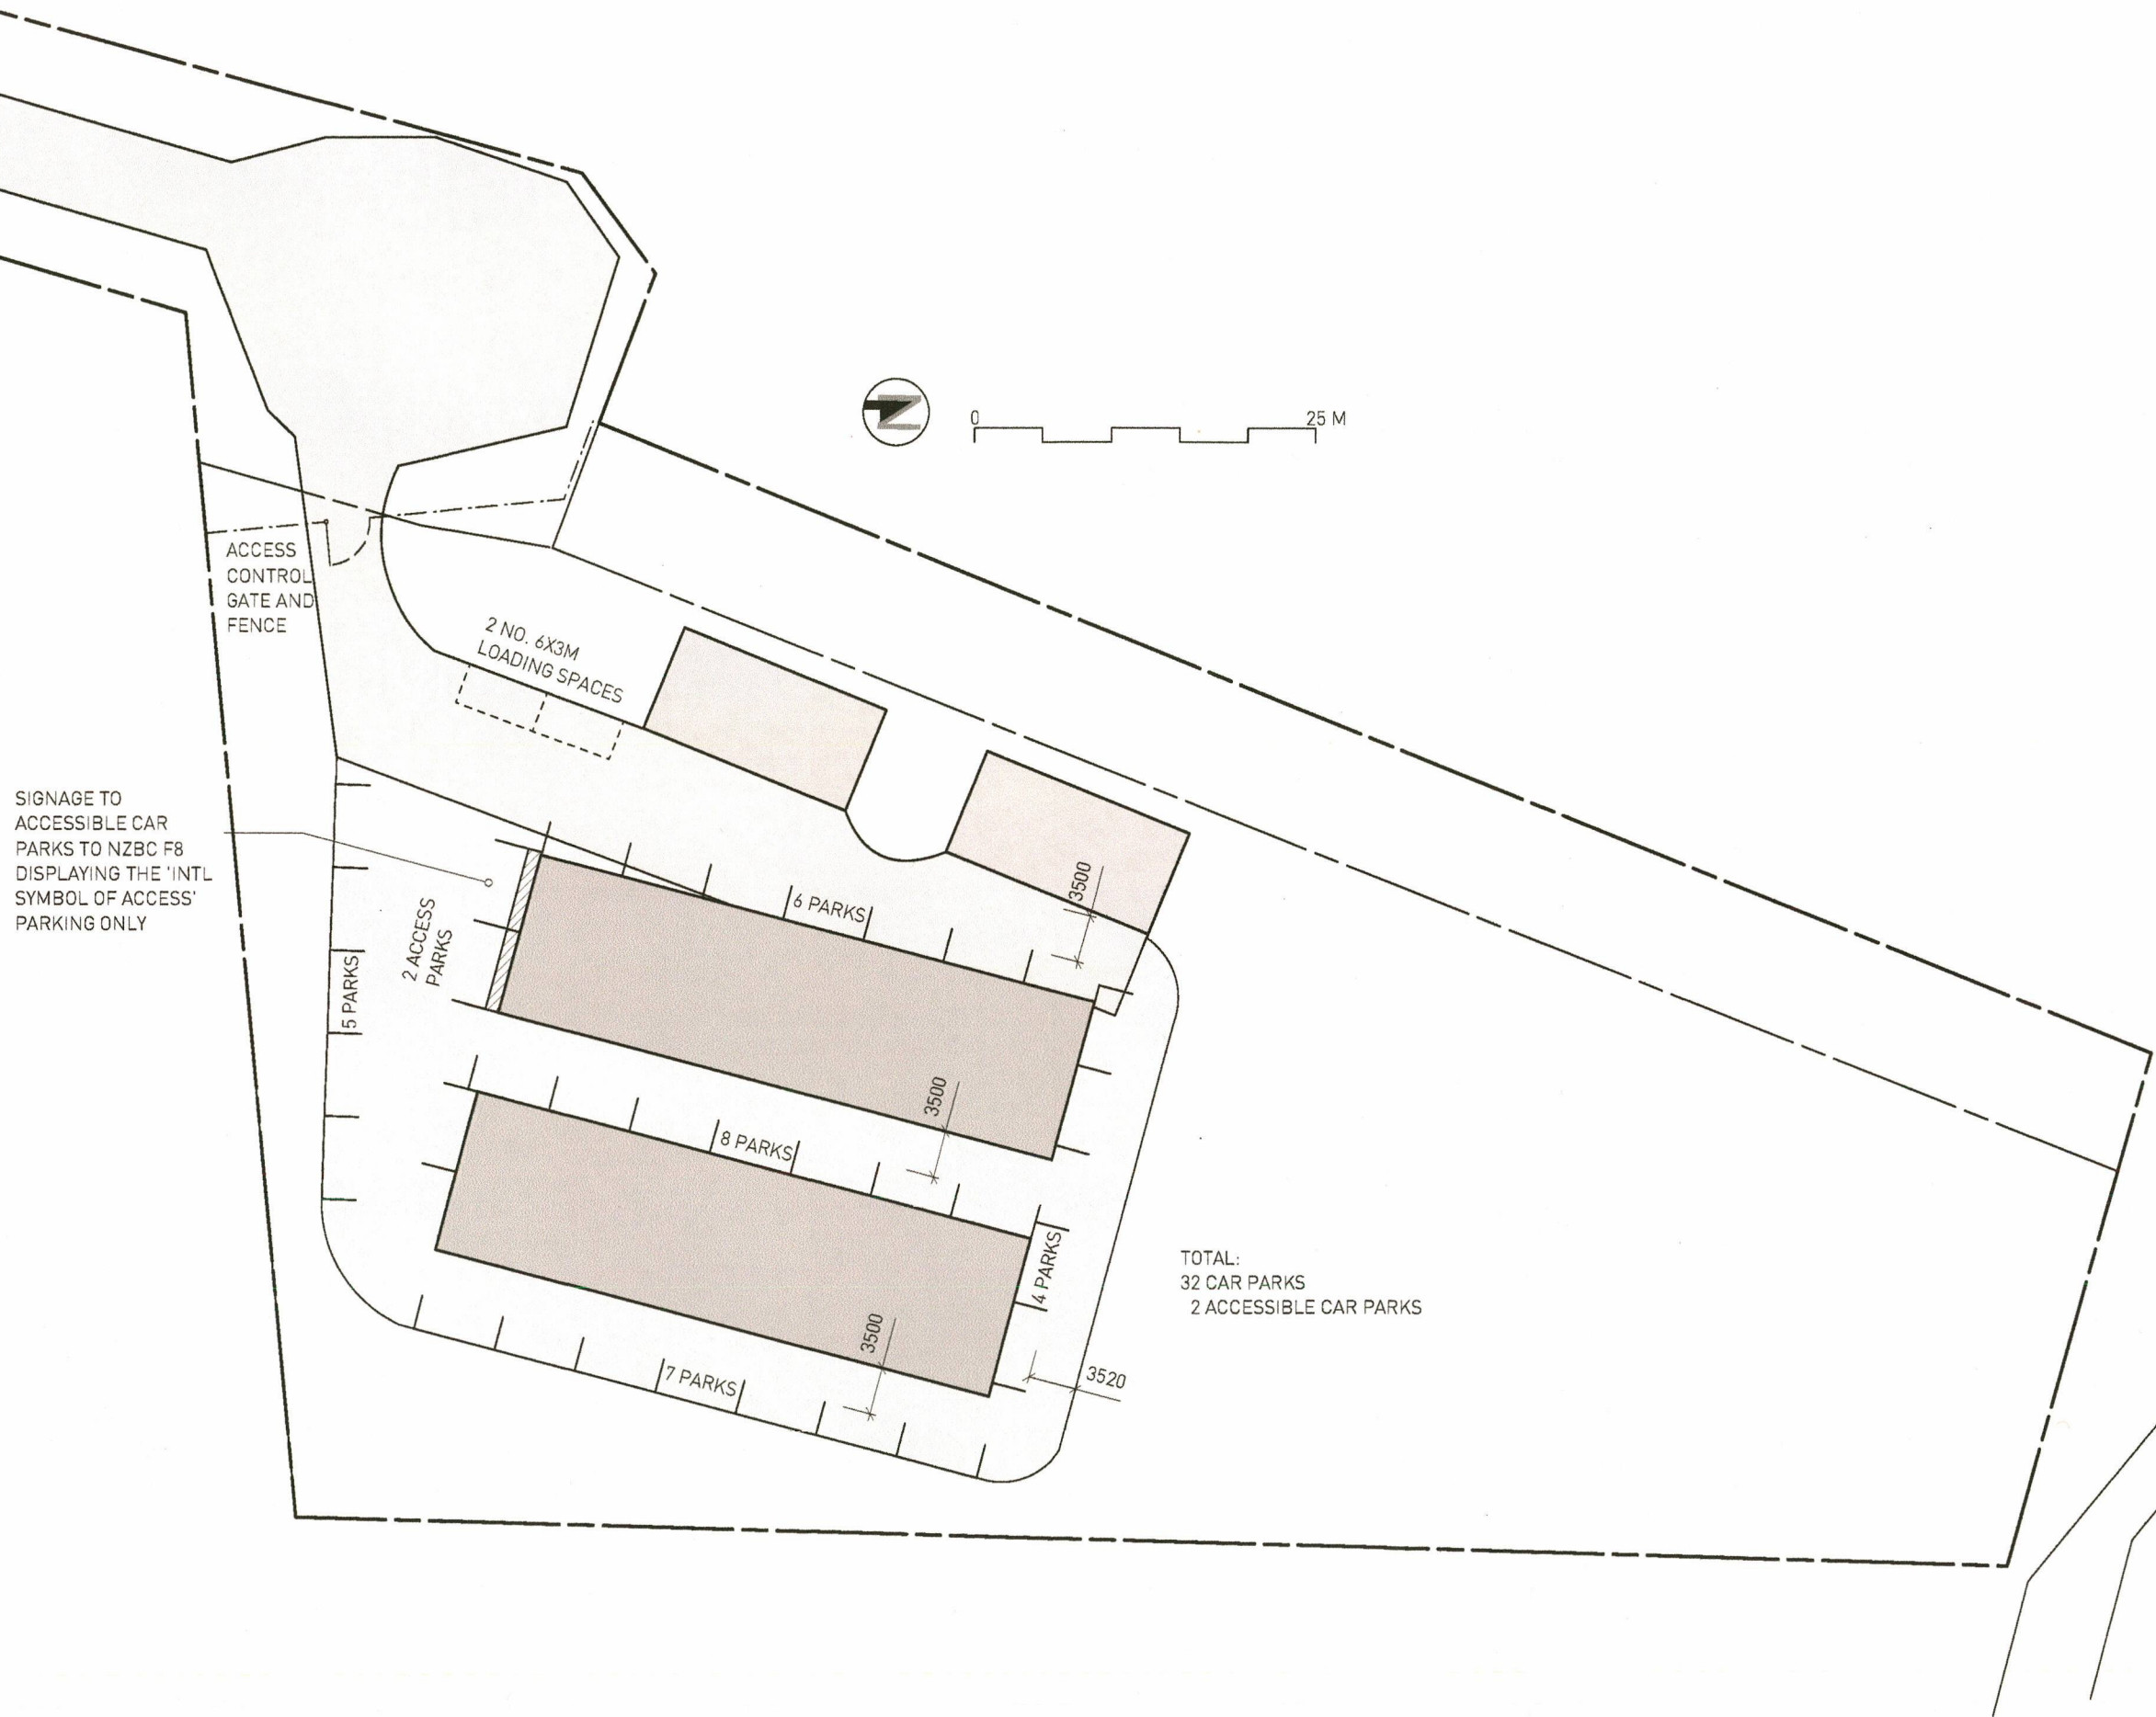 0
25 M
ACCESS
CONTROL
GATE AND
FENCE
2 NO. 6X3M
LOADING SPACES
SIGNAGE TO
ACCESSIBLE CAR
PARKS TO NZBC F8
DISPLAYING THE 'INTL
SYMBOL OF ACCESS'
PARKING ONLY
2 ACCESS
PARKS
5 PARKS
6 PARKS
3500
3500
8 PARKS
4 PARKS
3500
7 PARKS
3520
TOTAL:
32 CAR PARKS
2 ACCESSIBLE CAR PARKS